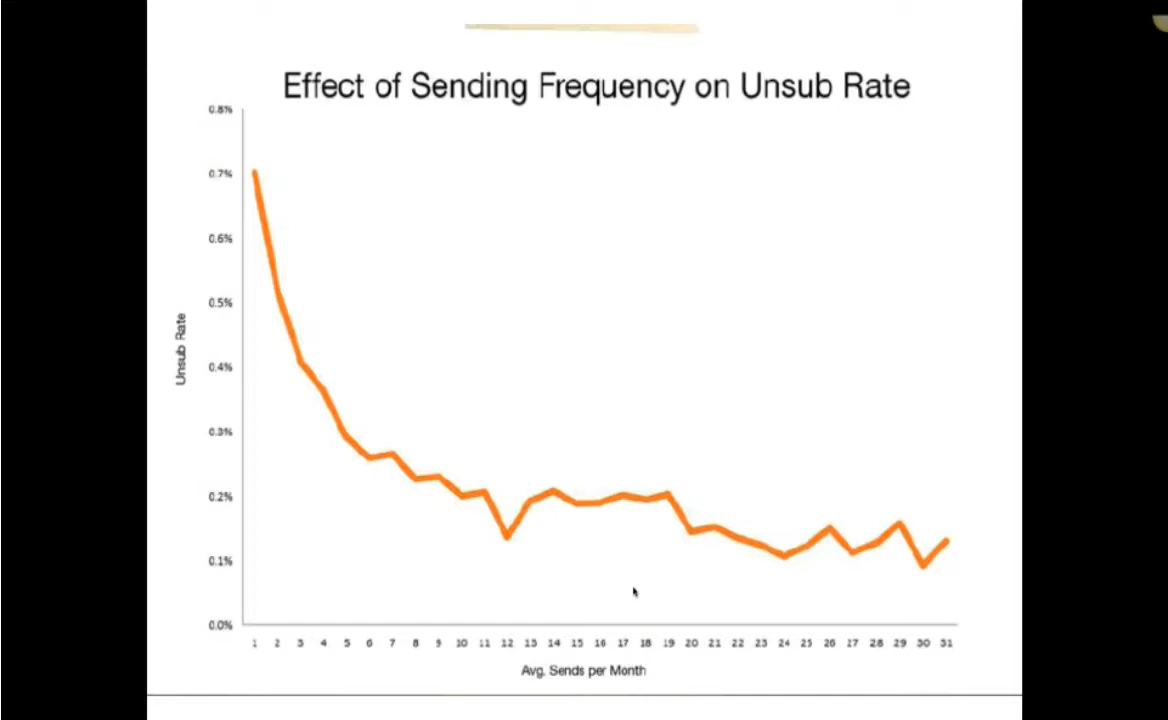 Effect of Sending Frequency on Unsub Rate
0.8%
0.7%
0.6%
0.5%
0.4%
0.3%
0.2%
0.1%
0.0%
Unsub Rate
1 2 3 4 5 6 7 8 9 10 11 12 13 14 15 16 17 18 19 20 21 22 23 24 25 26 27 28 29 30 31
Avg. Sends per Month